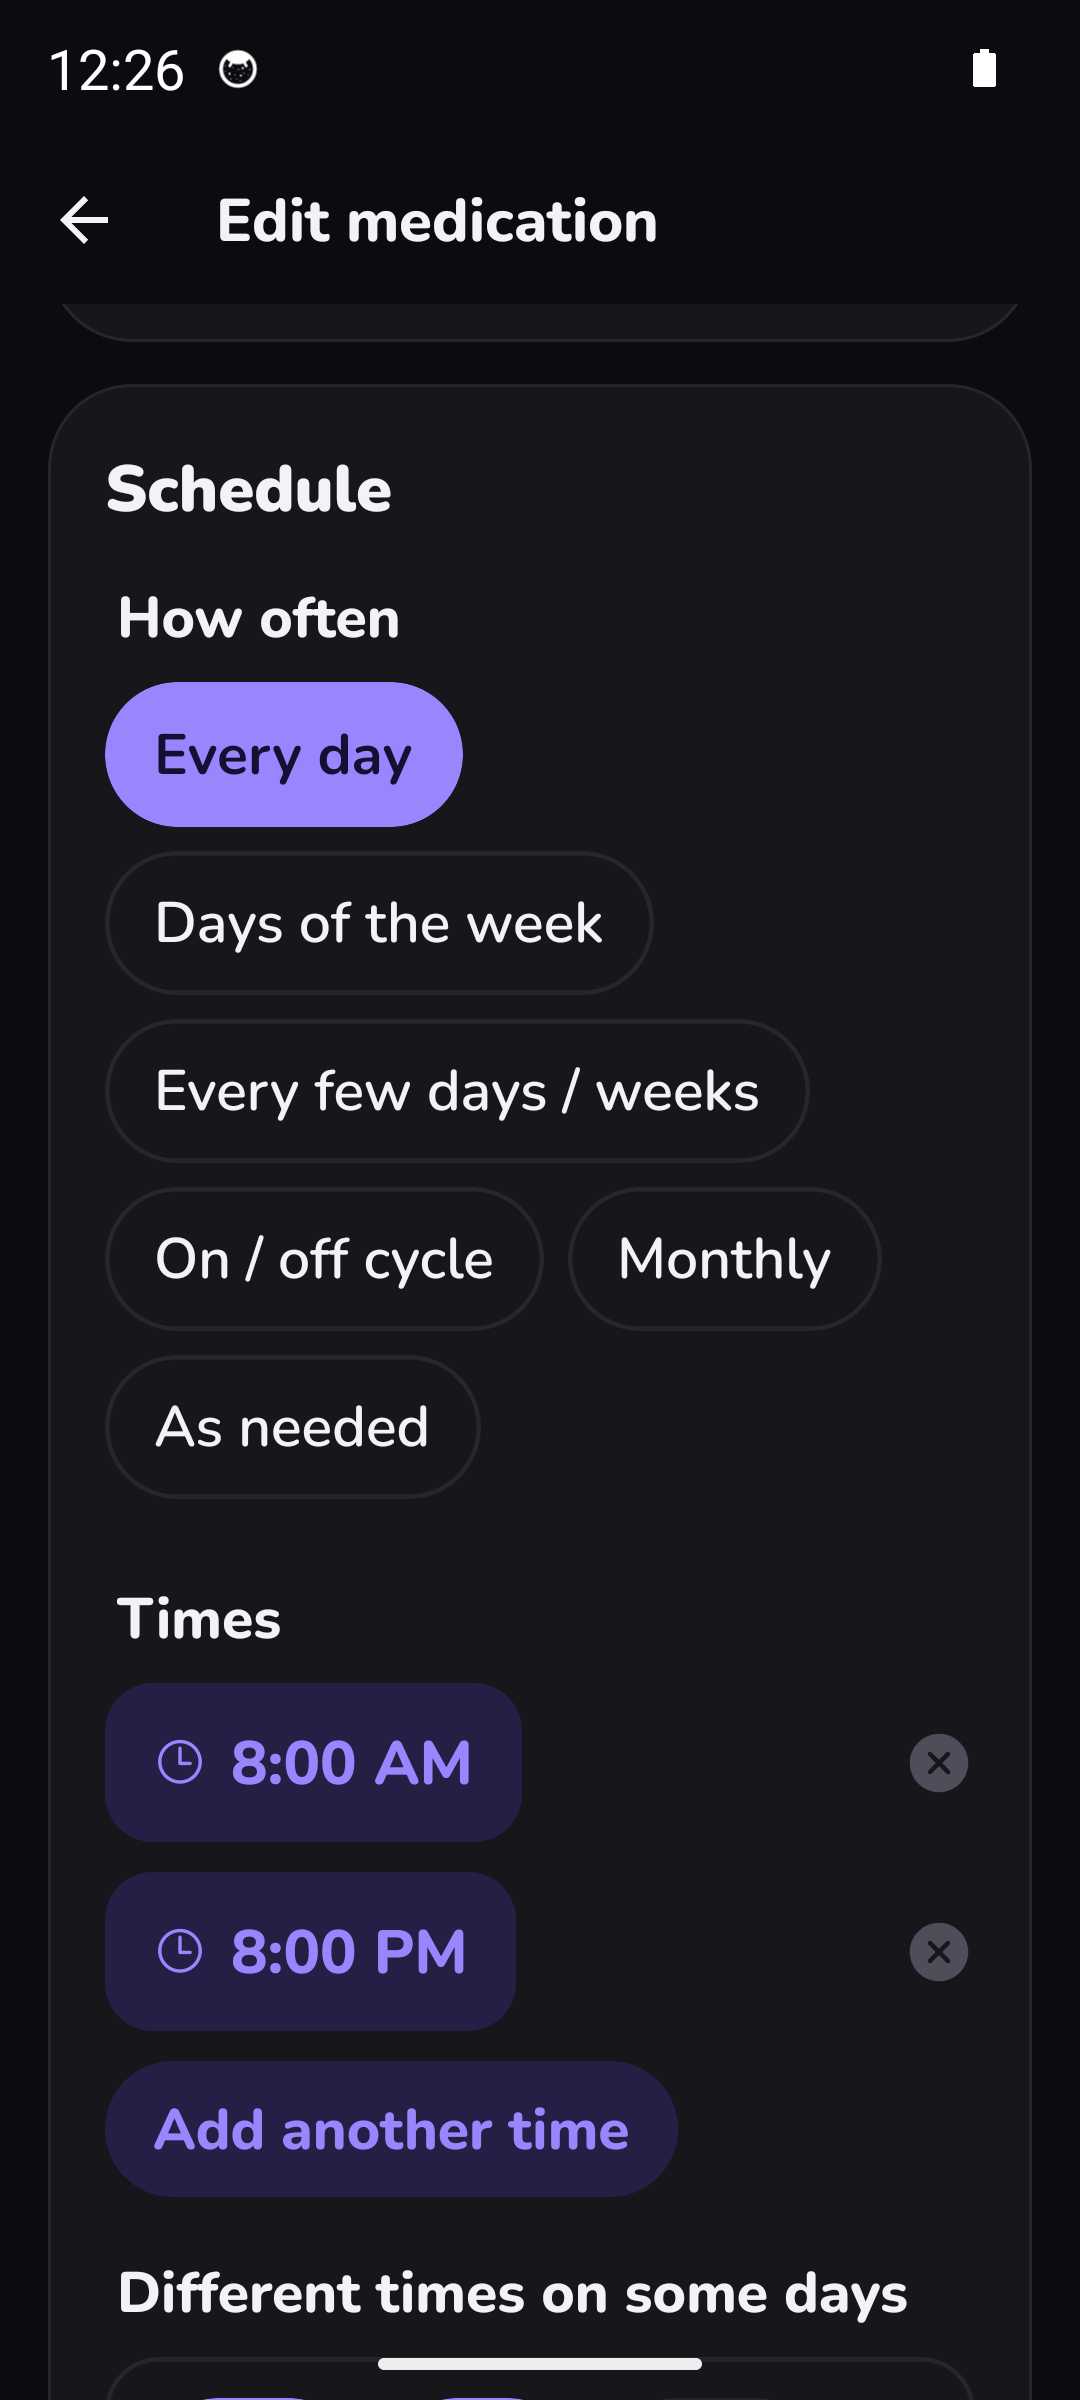 12:26
Edit medication
Schedule
How often
Every day
Days of the week
Every few days / weeks
On / off cycle
Monthly
As needed
Times
8:00 AM
8:00 PM
Add another time
Different times on some days